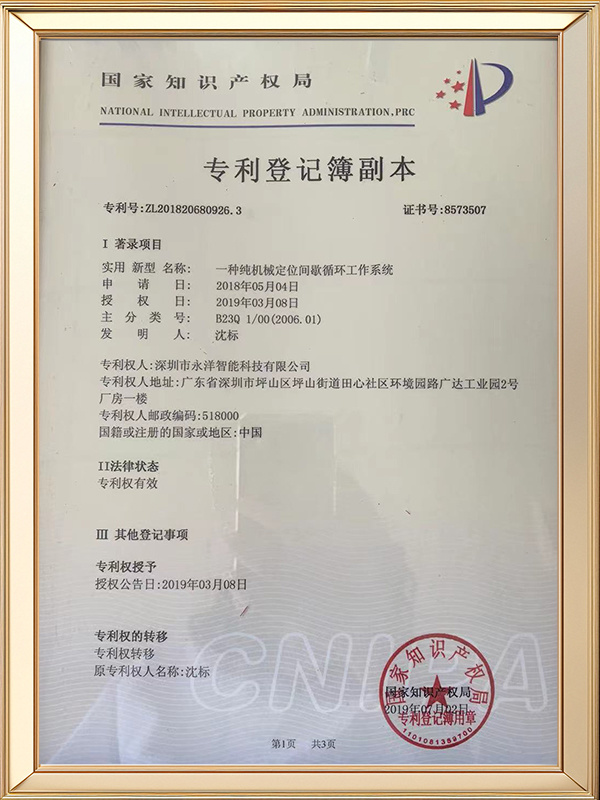 国家知识产权局
NATIONAL INTELLECTUAL PROPERTY ADMINISTRATION,PRC
专利登记簿副本
专利号:ZL201820680926.3 证书号:8573507
I 著录项目
实用 新型 名称: 一种纯机械定位间歇循环工作系统
申 请 日: 2018年05月04日
授 权 日: 2019年03月08日
主 分 类 号: B23Q 1/00(2006.01)
发 明 人: 沈标
专利权人:深圳市永洋智能科技有限公司
专利权人地址:广东省深圳市坪山区坪山街道田心社区环境园路广达工业园2号
厂房一楼
专利权人邮政编码:518000
国籍或注册的国家或地区:中国
II法律状态
专利权有效
III 其他登记事项
专利权授予
授权公告日:2019年03月08日
专利权的转移
专利权转移
原专利权人名称:沈标
国家知识产权局
国家知识产权局
2019年07月02日
专利登记簿用章
1101081359700
第1页 共3页